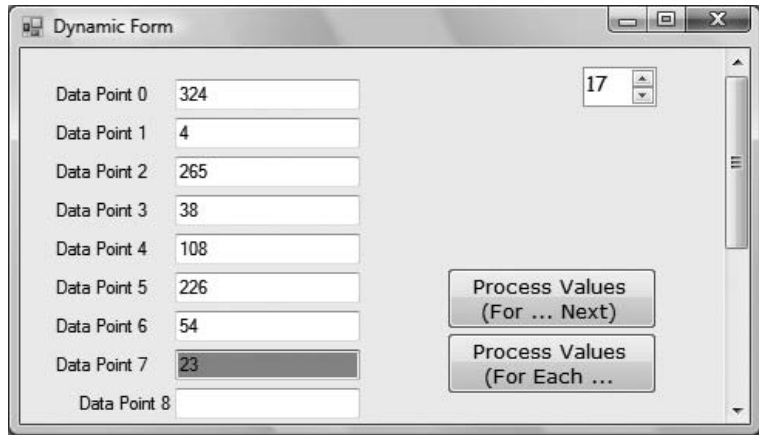 Dynamic Form
17
Data Point 0 324
Data Point 1 4
Data Point 2 265
Data Point 3 38
Data Point 4 108
Data Point 5 226
Data Point 6 54
Data Point 7 23
Data Point 8
Process Values
(For ... Next)
Process Values
(For Each ...